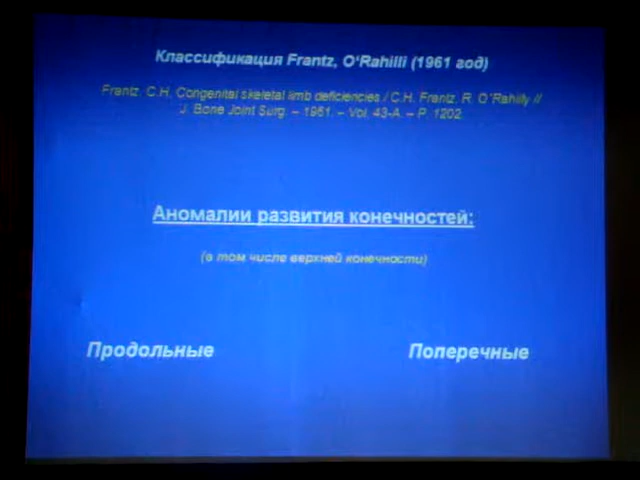 Классификация Frantz, O‘Rahilli (1961 год)
Frantz, C.H. Congenital skeletal limb deficiencies / C.H. Frantz, R. O‘Rahilly //
J. Bone Joint Surg. – 1961. – Vol. 43-A. – P. 1202.
Аномалии развития конечностей:
(в том числе верхней конечности)
Продольные
Поперечные